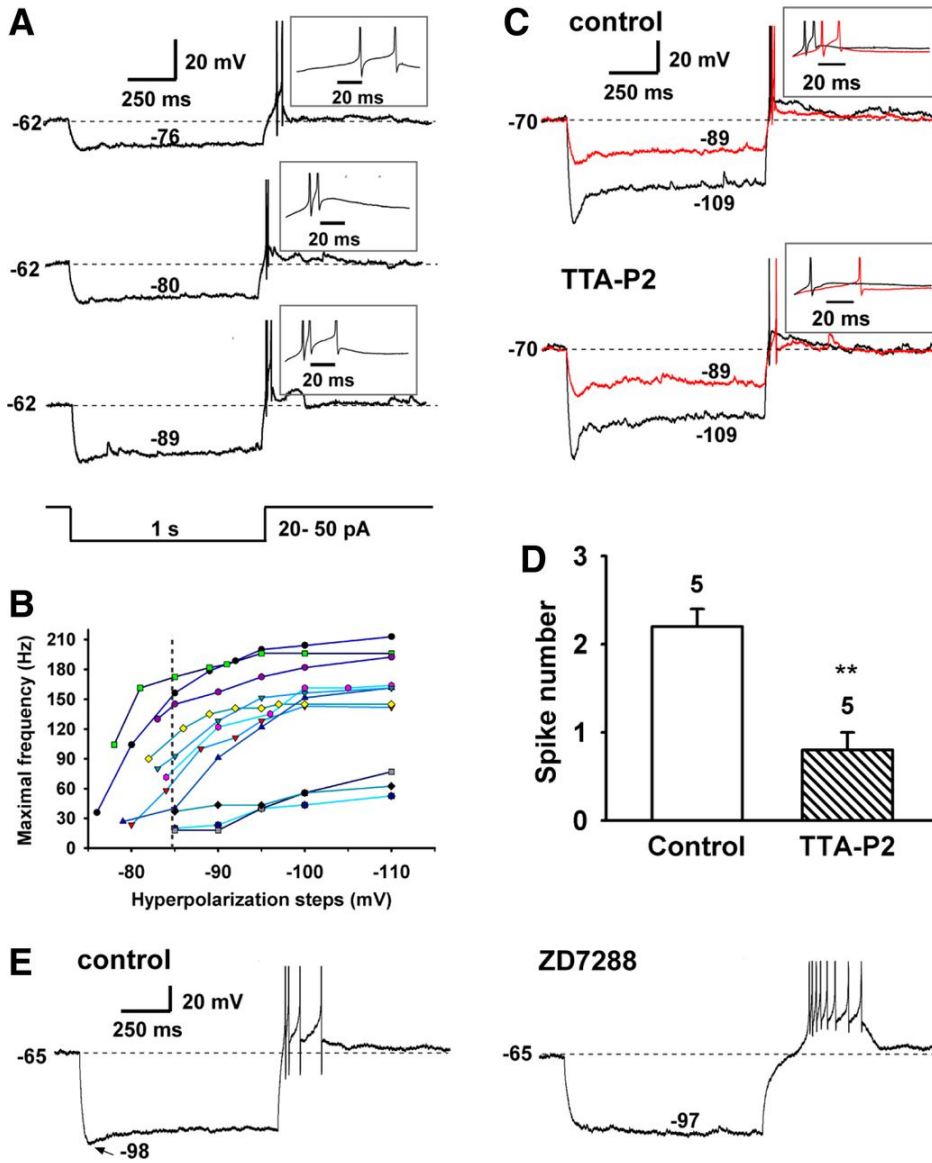 A
20 mV
250 ms
20 ms
-62
-76
20 ms
-62
-80
20 ms
-62
-89
1 s
20- 50 pA
B
Maximal frequency (Hz)
210
180
150
120
90
60
30
0
-80
-90
-100
-110
Hyperpolarization steps (mV)
C
control
20 mV
250 ms
20 ms
-70
-89
-109
TTA-P2
20 ms
-70
-89
-109
D
Spike number
3
2
1
0
5
**
5
Control
TTA-P2
E
control
20 mV
250 ms
-65
-98
ZD7288
-65
-97